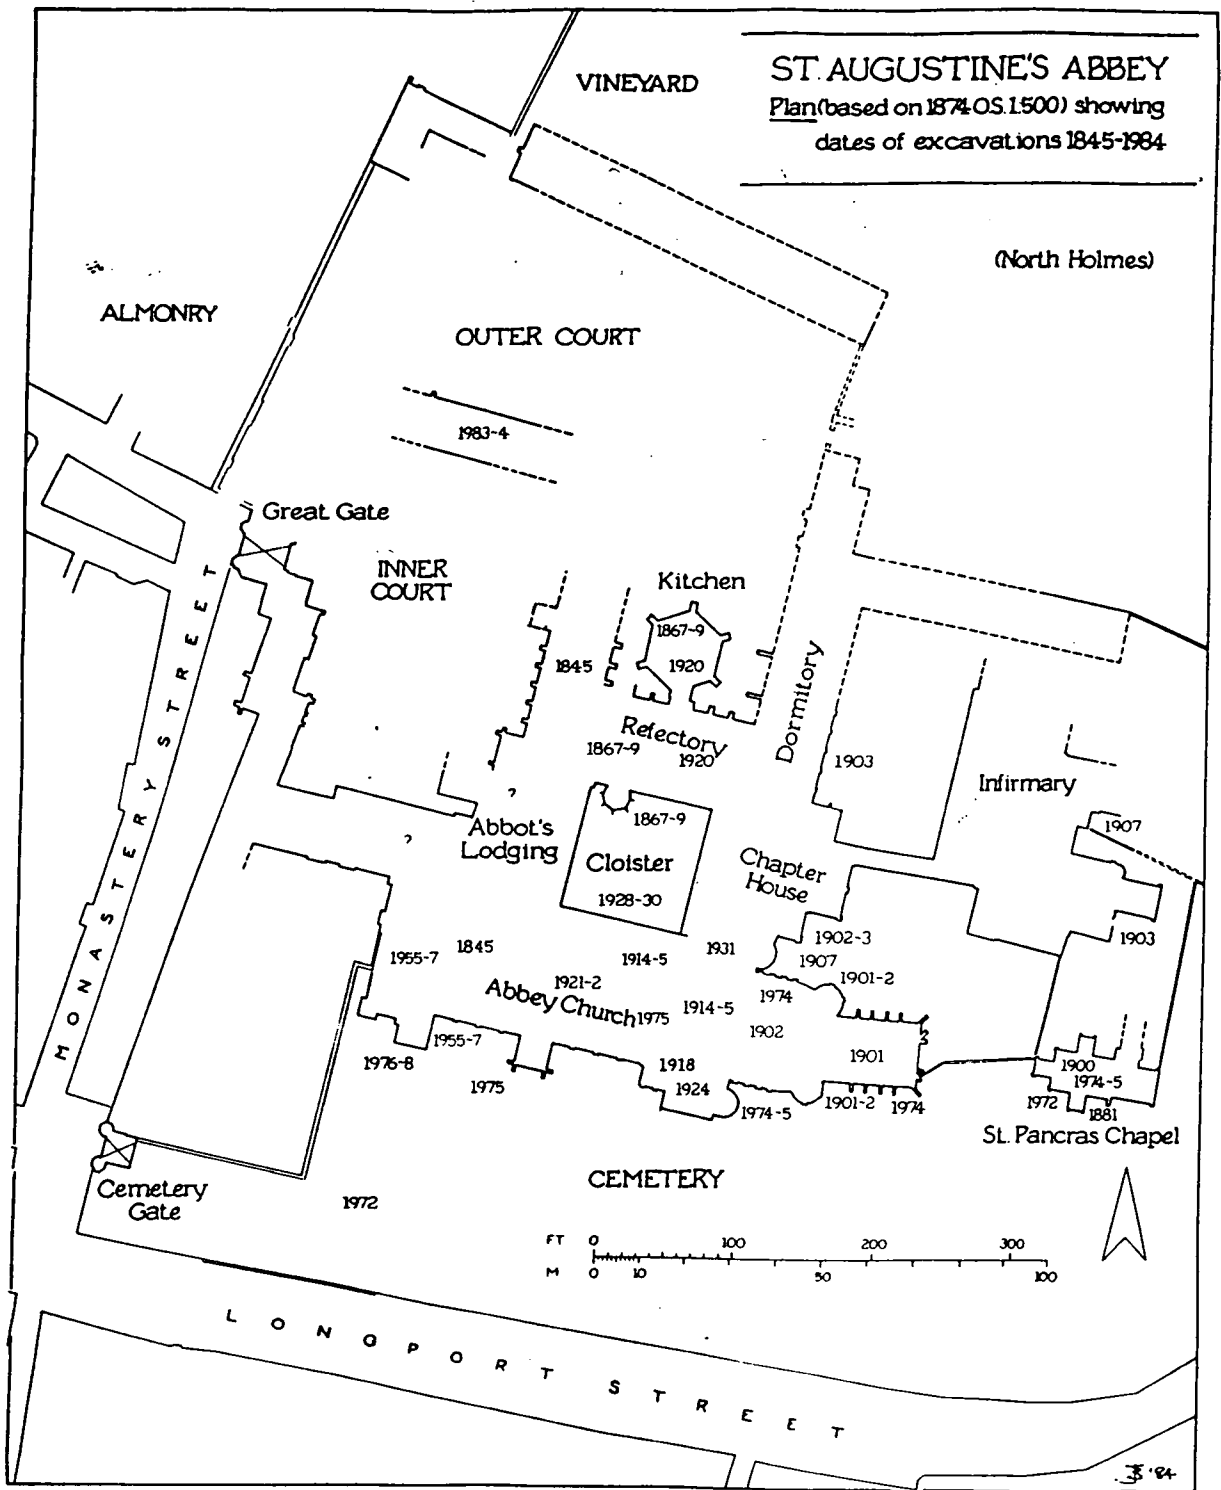 ST. AUGUSTINE'S ABBEY
Plan (based on 1874 O.S. 1:500) showing
dates of excavations 1845-1984
VINEYARD
(North Holmes)
ALMONRY
OUTER COURT
1983-4
Great Gate
INNER
COURT
Kitchen
1867-9
1920
1845
Refectory
1867-9
1920
Dormitory
1903
Infirmary
1907
1903
MONASTERY STREET
?
?
Abbot's
Lodging
1867-9
Cloister
1928-30
Chapter
House
1902-3
1907
1901-2
1931
1974
1955-7
1845
1914-5
1921-2
Abbey Church
1975
1914-5
1902
1901
1955-7
1976-8
1975
1918
1924
1974-5
1901-2
1974
1900
1974-5
1972
1881
St. Pancras Chapel
CEMETERY
Cemetery
Gate
1972
FT 0 100 200 300
M 0 10 50 100
LONGPORT STREET
'84